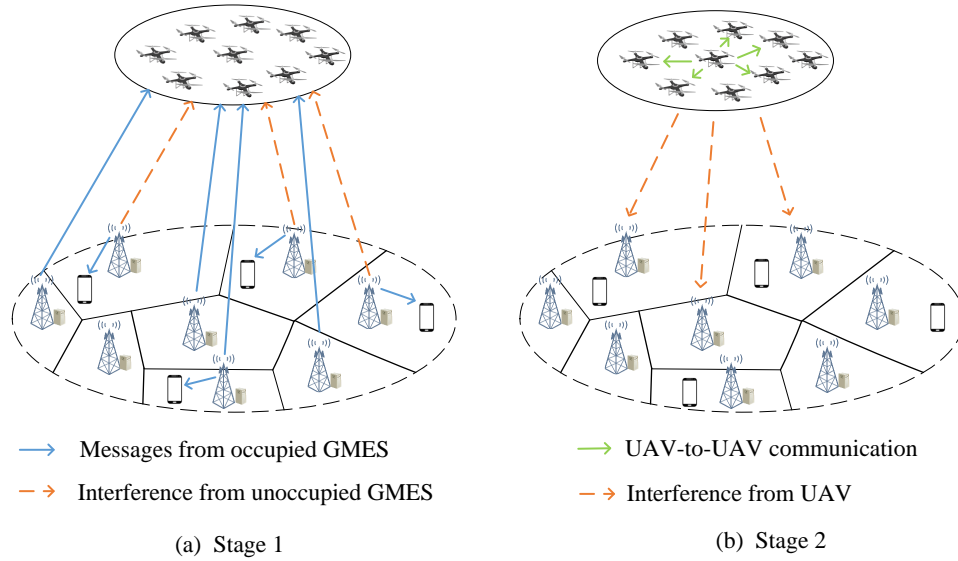 Messages from occupied GMES
Interference from unoccupied GMES
(a) Stage 1
UAV-to-UAV communication
Interference from UAV
(b) Stage 2